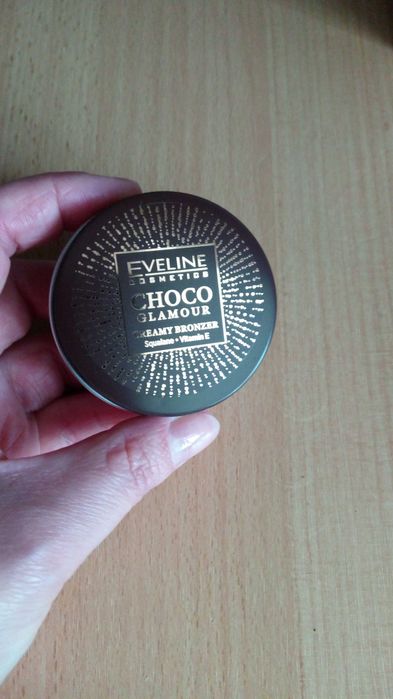 EVELINE
COSMETICS
CHOCO
GLAMOUR
CREAMY BRONZER
Squalane • Vitamin E